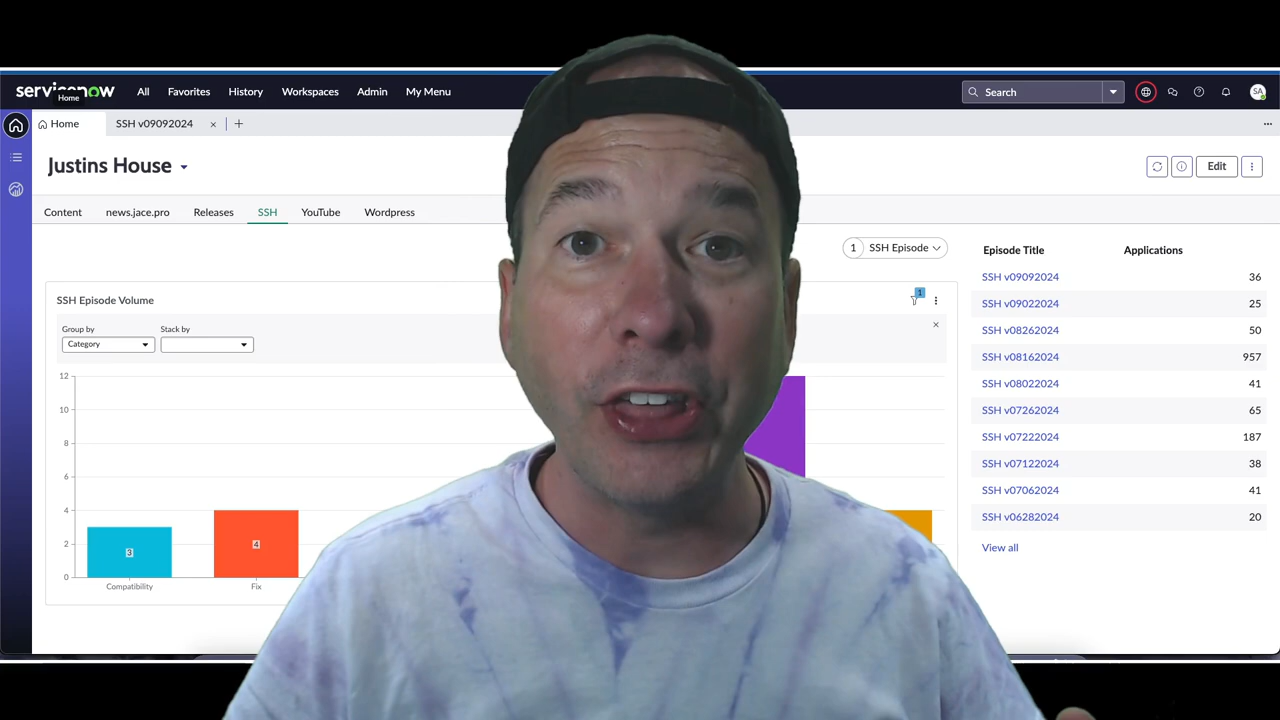 servicenow All Favorites History Workspaces Admin My Menu Search SA
Home
Home SSH v09092024
Justins House Edit
Content news.jace.pro Releases SSH YouTube Wordpress
1 SSH Episode
Episode Title Applications
SSH v09092024 36
SSH v09022024 25
SSH v08262024 50
SSH v08162024 957
SSH v08022024 41
SSH v07262024 65
SSH v07222024 187
SSH v07122024 38
SSH v07062024 41
SSH v06282024 20
View all
SSH Episode Volume 1
Group by Stack by
Category
12
10
8
6
4
2
0
3 4
Compatibility Fix